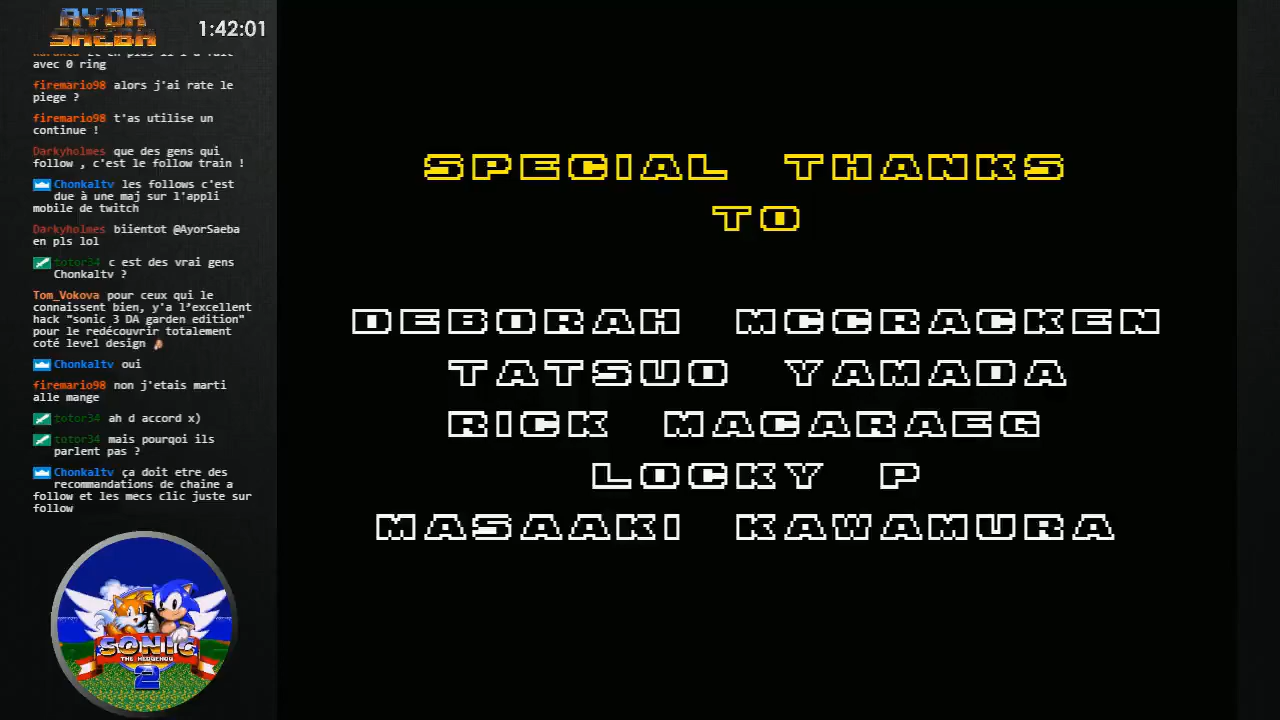 AYOR
SAEBA
1:42:01
avec 0 ring
firemario98 alors j'ai rate le
piege ?
firemario98 t'as utilise un
continue !
Darkyholmes que des gens qui
follow , c'est le follow train !
Chonkaltv les follows c'est
due à une maj sur l'appli
mobile de twitch
Darkyholmes biientot @AyorSaeba
en pls lol
totor34 c est des vrai gens
Chonkaltv ?
Tom_Vokova pour ceux qui le
connaissent bien, y'a l’excellent
hack "sonic 3 DA garden edition"
pour le redécouvrir totalement
coté level design
Chonkaltv oui
firemario98 non j'etais marti
alle mange
totor34 ah d accord x)
totor34 mais pourqoi ils
parlent pas ?
Chonkaltv ça doit etre des
recommandations de chaine a
follow et les mecs clic juste sur
follow
SONIC
THE HEDGEHOG
2
SPECIAL THANKS
TO
DEBORAH MCCRACKEN
TATSUO YAMADA
RICK MACARAEG
LOCKY P
MASAAKI KAWAMURA